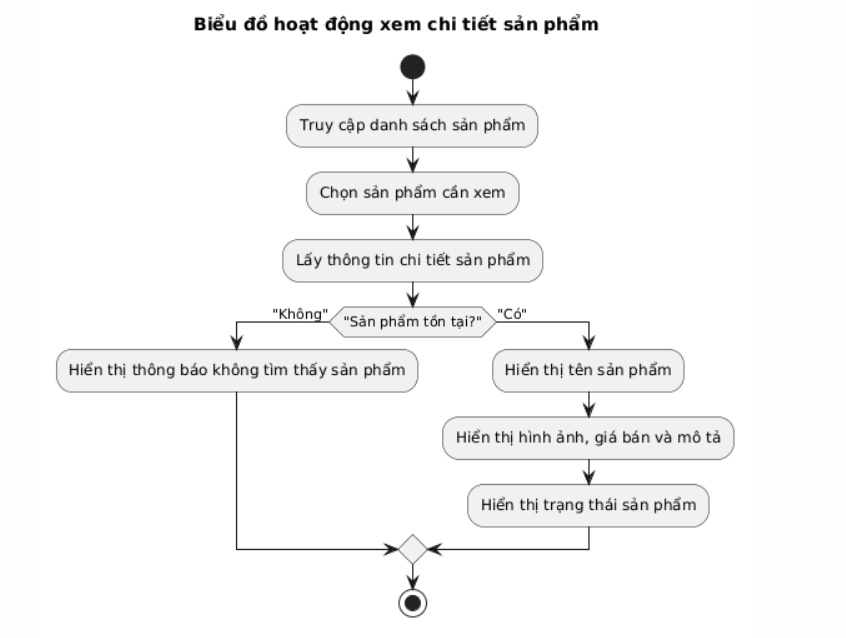 Biểu đồ hoạt động xem chi tiết sản phẩm
Truy cập danh sách sản phẩm
Chọn sản phẩm cần xem
Lấy thông tin chi tiết sản phẩm
"Không"
"Sản phẩm tồn tại?"
"Có"
Hiển thị thông báo không tìm thấy sản phẩm
Hiển thị tên sản phẩm
Hiển thị hình ảnh, giá bán và mô tả
Hiển thị trạng thái sản phẩm